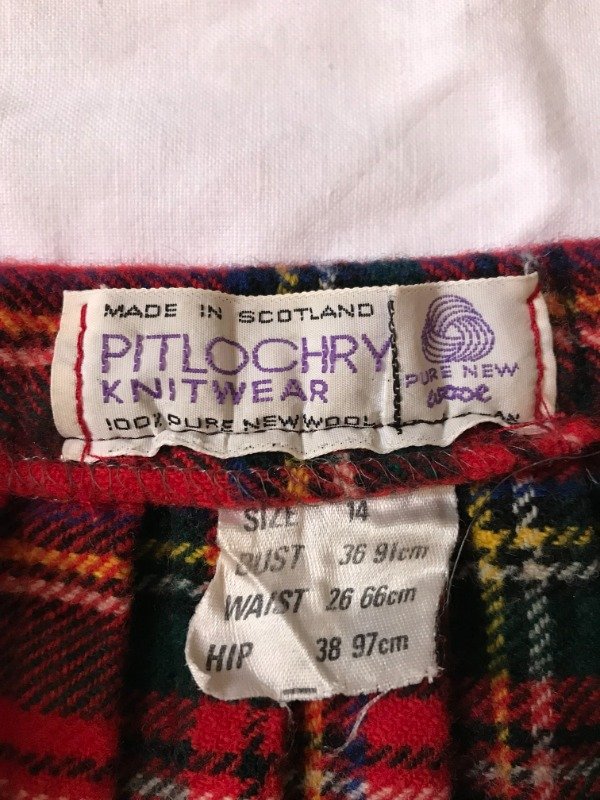 MADE IN SCOTLAND
PITLOCHRY
KNITWEAR
100% PURE NEW WOOL
PURE NEW
WOOL
SIZE 14
BUST 36 91cm
WAIST 26 66cm
HIP 38 97cm